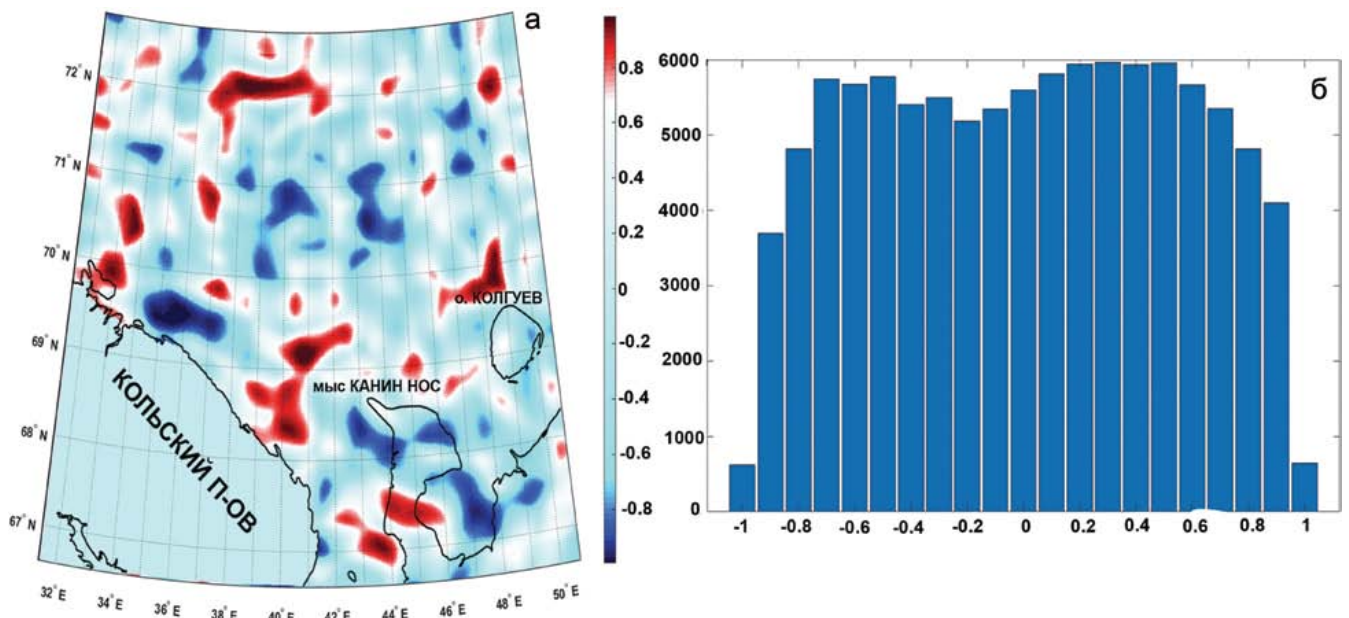 а
72° N
71° N
70° N
69° N
68° N
67° N
32° E
34° E
36° E
38° E
40° E
42° E
44° E
46° E
48° E
50° E
о. КОЛГУЕВ
мыс КАНИН НОС
КОЛЬСКИЙ П-ОВ
0.8
0.6
0.4
0.2
0
-0.2
-0.4
-0.6
-0.8
б
6000
5000
4000
3000
2000
1000
0
-1 -0.8 -0.6 -0.4 -0.2 0 0.2 0.4 0.6 0.8 1